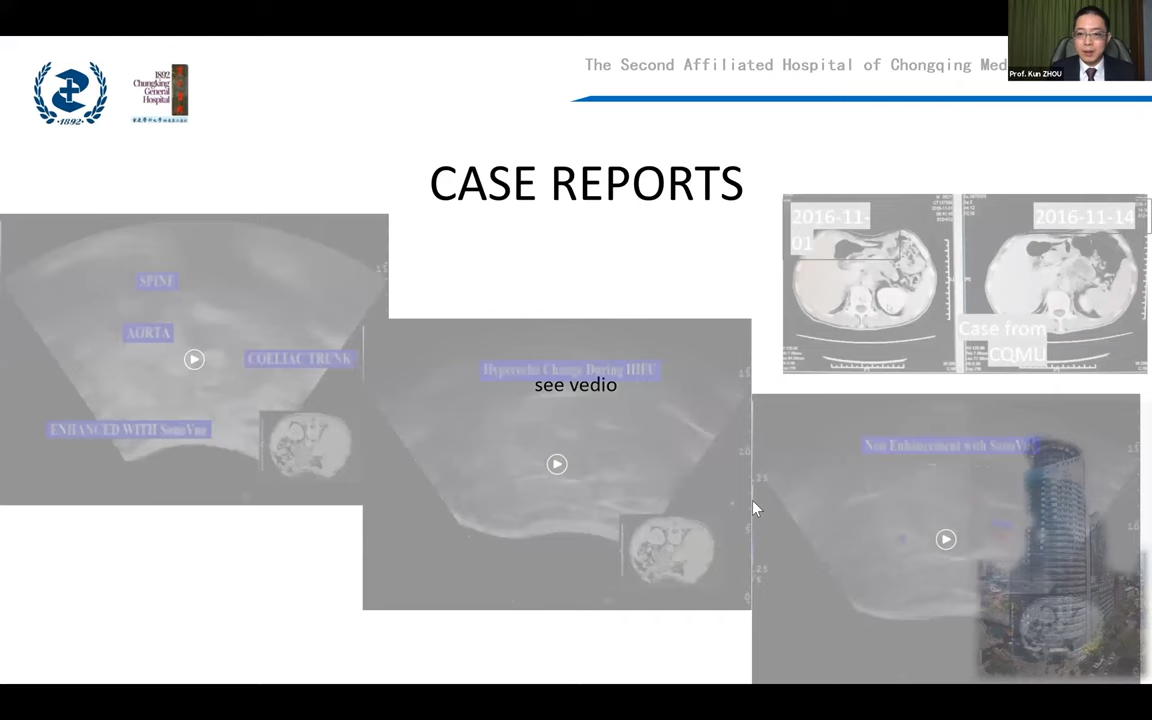 Prof. Kun ZHOU
The Second Affiliated Hospital of Chongqing Med
1892
1892
Chungking
General
Hospital
CASE REPORTS
2016-11-
01
2016-11-14
Case from
CQMU
SPINE
AORTA
COELIAC TRUNK
ENHANCED WITH SonoVue
Hyperecho Change During HIFU
see vedio
Non Enhancement with SonoVue